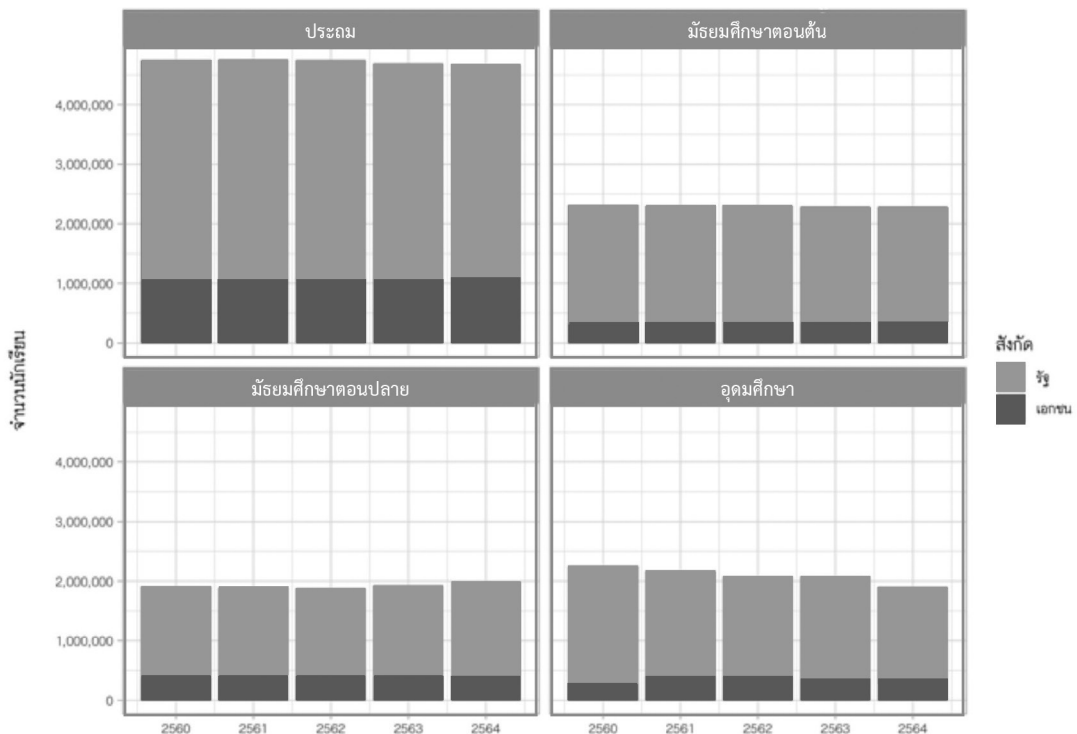 ประถม
มัธยมศึกษาตอนต้น
4,000,000
3,000,000
2,000,000
1,000,000
0
จำนวนนักเรียน
มัธยมศึกษาตอนปลาย
อุดมศึกษา
4,000,000
3,000,000
2,000,000
1,000,000
0
2560 2561 2562 2563 2564
2560 2561 2562 2563 2564
สังกัด
รัฐ
เอกชน